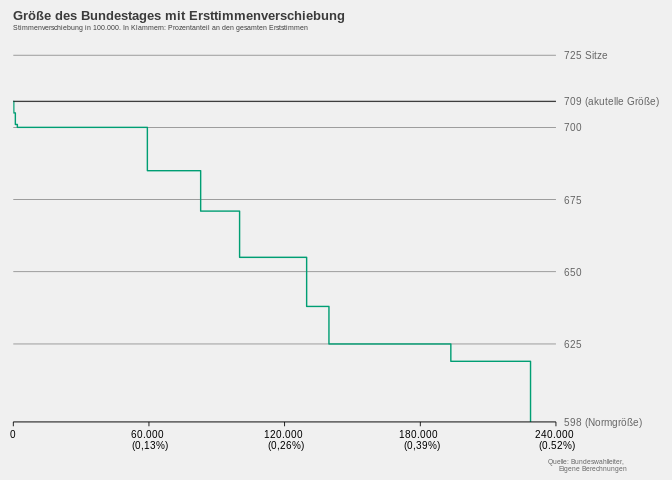 Größe des Bundestages mit Ersttimmenverschiebung
Stimmenverschiebung in 100.000. In Klammern: Prozentanteil an den gesamten Erststimmen
725 Sitze
709 (akutelle Größe)
700
675
650
625
598 (Normgröße)
0 60.000 120.000 180.000 240.000
(0,13%) (0,26%) (0,39%) (0.52%)
Quelle: Bundeswahlleiter,
Eigene Berechnungen